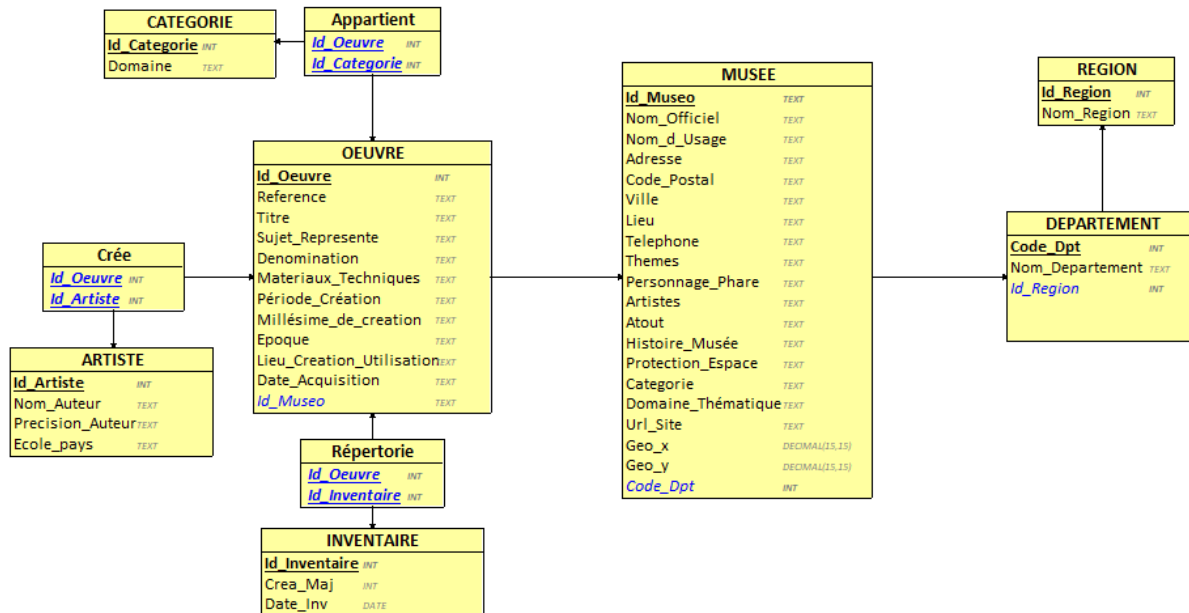 CATEGORIE
Id_Categorie INT
Domaine TEXT
Appartient
Id_Oeuvre INT
Id_Categorie INT
OEUVRE
Id_Oeuvre INT
Reference TEXT
Titre TEXT
Sujet_Represente TEXT
Denomination TEXT
Materiaux_Techniques TEXT
Période_Création TEXT
Millésime_de_creation TEXT
Epoque TEXT
Lieu_Creation_Utilisation TEXT
Date_Acquisition TEXT
Id_Museo TEXT
Crée
Id_Oeuvre INT
Id_Artiste INT
ARTISTE
Id_Artiste INT
Nom_Auteur TEXT
Precision_Auteur TEXT
Ecole_pays TEXT
Répertorie
Id_Oeuvre INT
Id_Inventaire INT
INVENTAIRE
Id_Inventaire INT
Crea_Maj INT
Date_Inv DATE
MUSEE
Id_Museo TEXT
Nom_Officiel TEXT
Nom_d_Usage TEXT
Adresse TEXT
Code_Postal TEXT
Ville TEXT
Lieu TEXT
Telephone TEXT
Themes TEXT
Personnage_Phare TEXT
Artistes TEXT
Atout TEXT
Histoire_Musée TEXT
Protection_Espace TEXT
Categorie TEXT
Domaine_Thématique TEXT
Url_Site TEXT
Geo_x DECIMAL(15,15)
Geo_y DECIMAL(15,15)
Code_Dpt INT
REGION
Id_Region INT
Nom_Region TEXT
DEPARTEMENT
Code_Dpt INT
Nom_Departement TEXT
Id_Region INT